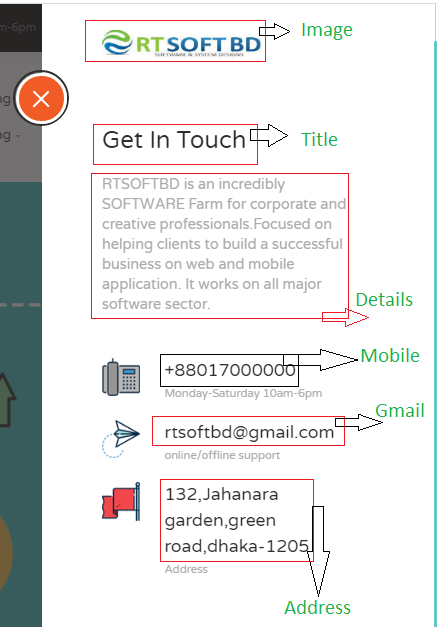 RTSOFT BD
SOFTWARE & SYSTEM DESIGNS
Image
m-6pm
ng
ng
Get In Touch
Title
RTSOFTBD is an incredibly
SOFTWARE Farm for corporate and
creative professionals.Focused on
helping clients to build a successful
business on web and mobile
application. It works on all major
software sector.
Details
+88017000000
Mobile
Monday-Saturday 10am-6pm
Gmail
rtsoftbd@gmail.com
online/offline support
132,Jahanara
garden,green
road,dhaka-1205
Address
Address